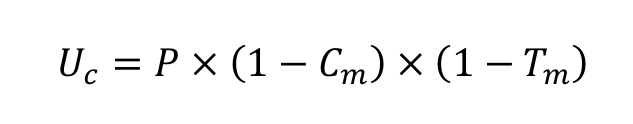 U_c = P × (1 − C_m) × (1 − T_m)